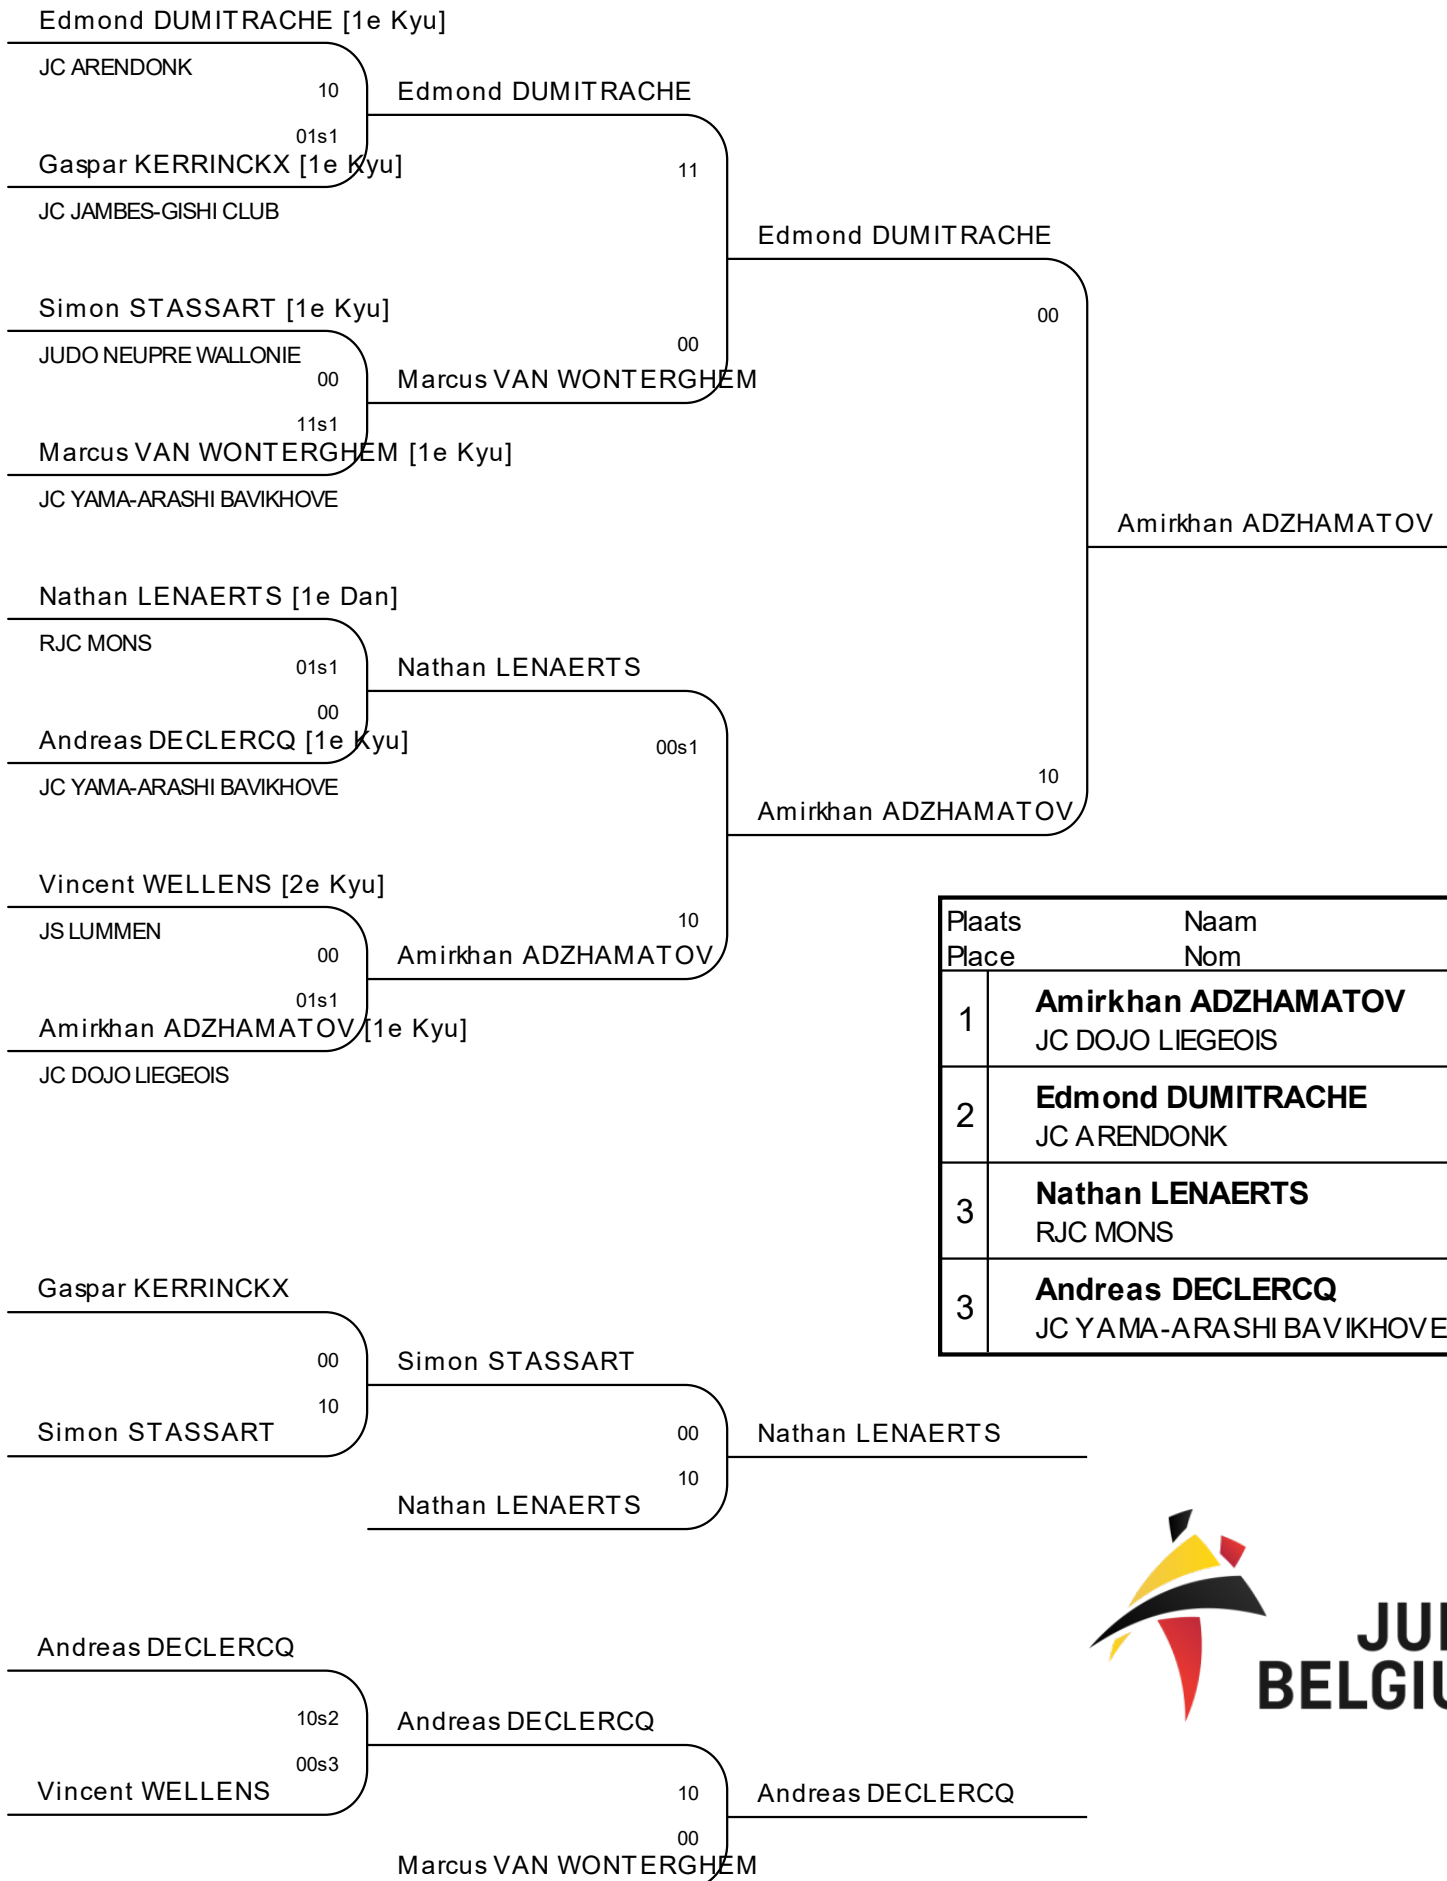 Edmond DUMITRACHE [1e Kyu]
JC ARENDONK
10
01s1
Gaspar KERRINCKX [1e Kyu]
JC JAMBES-GISHI CLUB
Simon STASSART [1e Kyu]
JUDO NEUPRE WALLONIE
00
11s1
Marcus VAN WONTERGHEM [1e Kyu]
JC YAMA-ARASHI BAVIKHOVE
Nathan LENAERTS [1e Dan]
RJC MONS
01s1
00
Andreas DECLERCQ [1e Kyu]
JC YAMA-ARASHI BAVIKHOVE
Vincent WELLENS [2e Kyu]
JS LUMMEN
00
01s1
Amirkhan ADZHAMATOV [1e Kyu]
JC DOJO LIEGEOIS
Edmond DUMITRACHE
11
00
Marcus VAN WONTERGHEM
Nathan LENAERTS
00s1
10
Amirkhan ADZHAMATOV
Edmond DUMITRACHE
00
10
Amirkhan ADZHAMATOV
Amirkhan ADZHAMATOV
Plaats Naam
Place Nom
1 Amirkhan ADZHAMATOV
JC DOJO LIEGEOIS
2 Edmond DUMITRACHE
JC ARENDONK
3 Nathan LENAERTS
RJC MONS
3 Andreas DECLERCQ
JC YAMA-ARASHI BAVIKHOVE
Gaspar KERRINCKX
00
10
Simon STASSART
Simon STASSART
00
10
Nathan LENAERTS
Nathan LENAERTS
Andreas DECLERCQ
10s2
00s3
Vincent WELLENS
Andreas DECLERCQ
10
00
Marcus VAN WONTERGHEM
Andreas DECLERCQ
JU
BELGIU